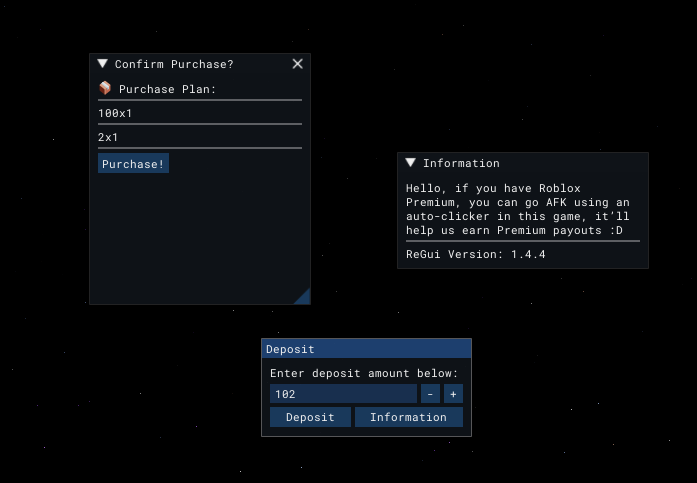 Confirm Purchase?
Purchase Plan:
100x1
2x1
Purchase!
Information
Hello, if you have Roblox
Premium, you can go AFK using an
auto-clicker in this game, it'll
help us earn Premium payouts :D
ReGui Version: 1.4.4
Deposit
Enter deposit amount below:
102 - +
Deposit Information